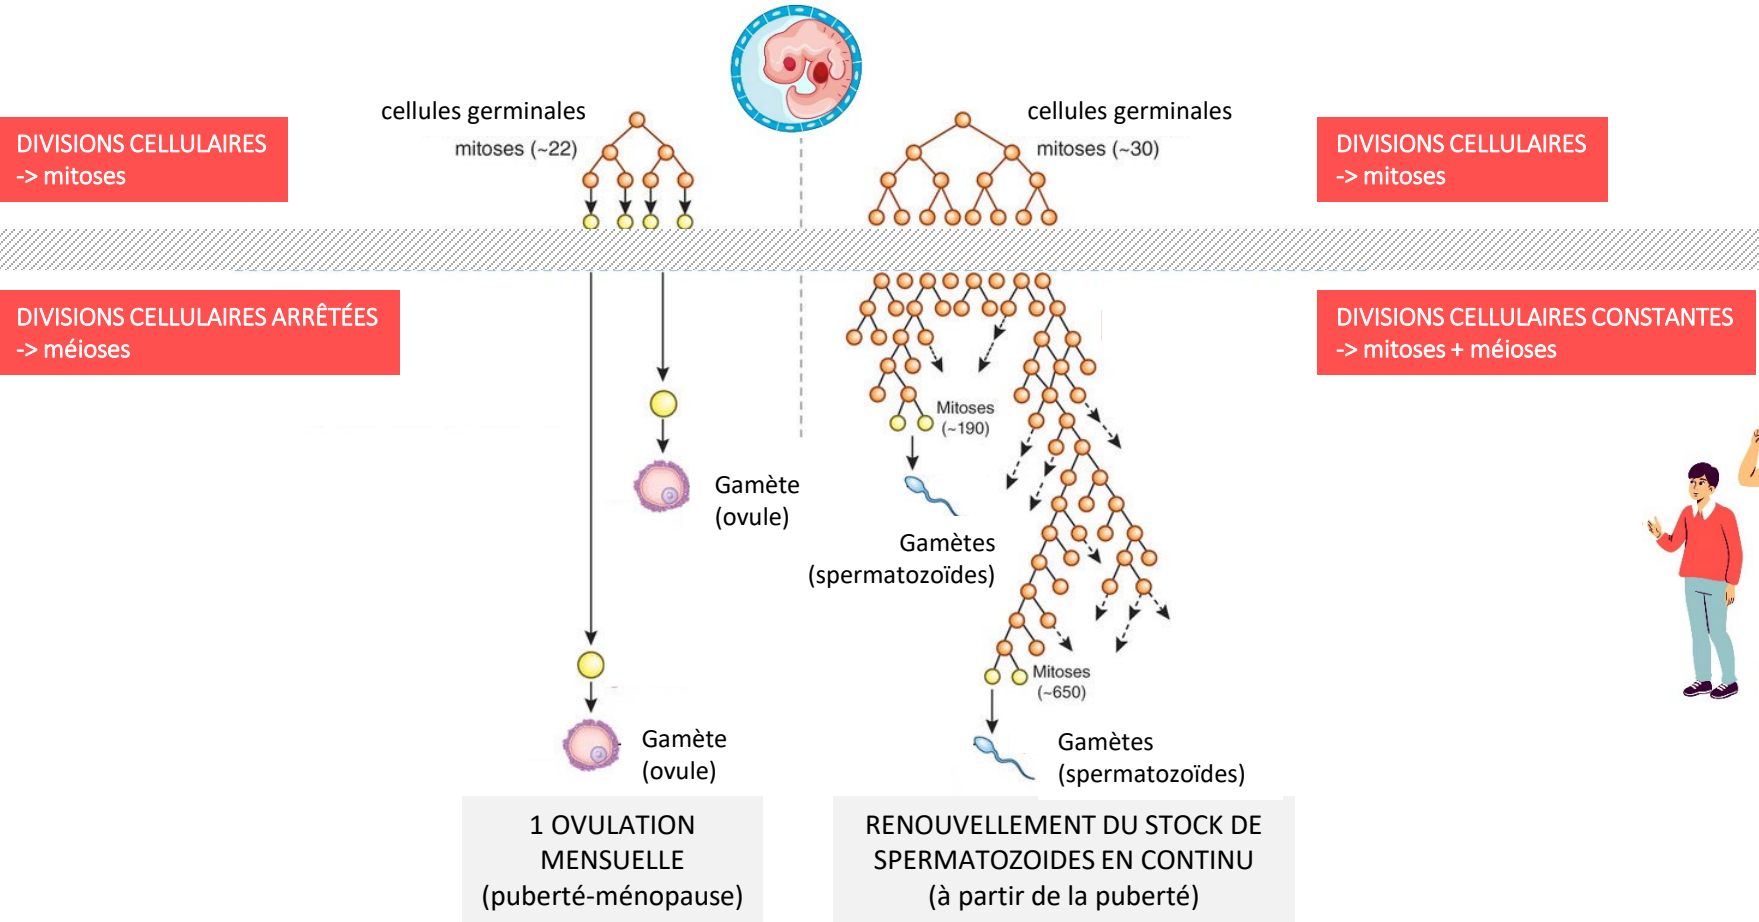 cellules germinales
mitoses (~22)
cellules germinales
mitoses (~30)
DIVISIONS CELLULAIRES
-> mitoses
DIVISIONS CELLULAIRES
-> mitoses
DIVISIONS CELLULAIRES ARRÊTÉES
-> méioses
DIVISIONS CELLULAIRES CONSTANTES
-> mitoses + méioses
Mitoses
(~190)
Gamète
(ovule)
Gamètes
(spermatozoïdes)
Mitoses
(~650)
Gamète
(ovule)
Gamètes
(spermatozoïdes)
1 OVULATION
MENSUELLE
(puberté-ménopause)
RENOUVELLEMENT DU STOCK DE
SPERMATOZOIDES EN CONTINU
(à partir de la puberté)